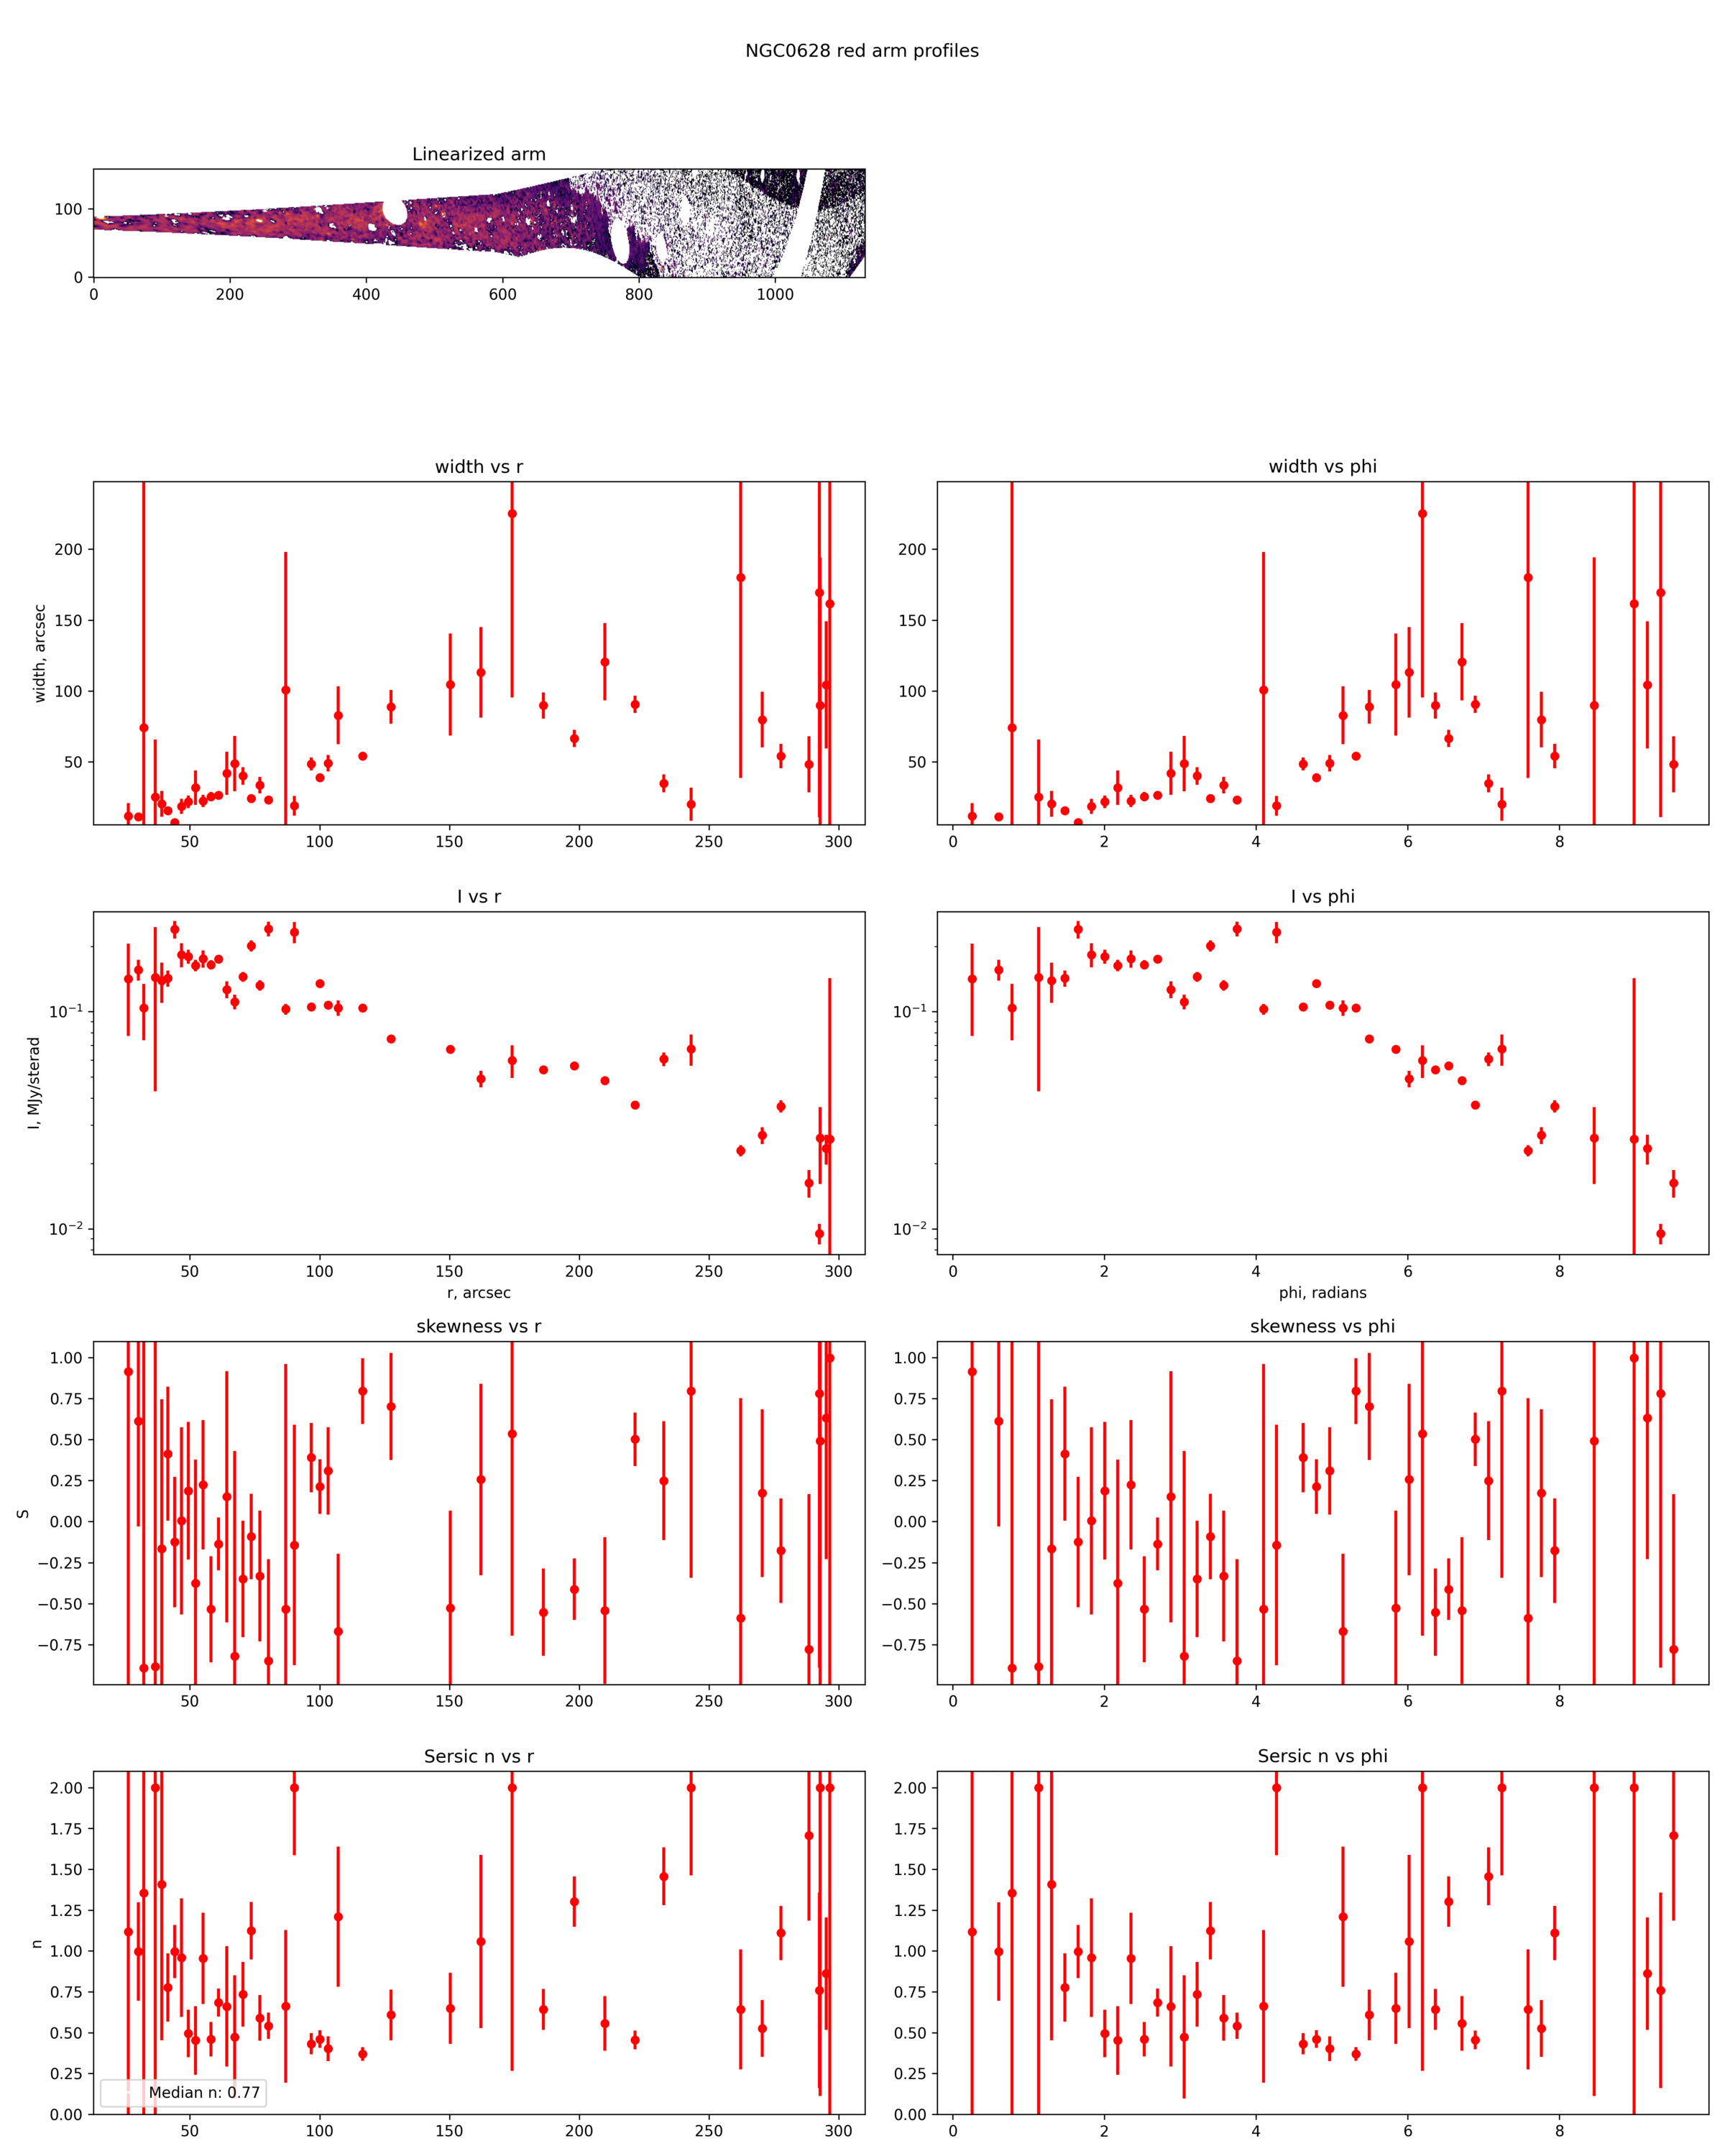 NGC0628 red arm profiles
Linearized arm
100
0
0 200 400 600 800 1000
width vs r
width vs phi
width, arcsec
200
150
100
50
50 100 150 200 250 300
200
150
100
50
0 2 4 6 8
I vs r
I vs phi
I, MJy/sterad
10⁻¹
10⁻²
50 100 150 200 250 300
r, arcsec
10⁻¹
10⁻²
0 2 4 6 8
phi, radians
skewness vs r
skewness vs phi
S
1.00
0.75
0.50
0.25
0.00
−0.25
−0.50
−0.75
50 100 150 200 250 300
1.00
0.75
0.50
0.25
0.00
−0.25
−0.50
−0.75
0 2 4 6 8
Sersic n vs r
Sersic n vs phi
n
2.00
1.75
1.50
1.25
1.00
0.75
0.50
0.25
0.00
Median n: 0.77
50 100 150 200 250 300
2.00
1.75
1.50
1.25
1.00
0.75
0.50
0.25
0.00
0 2 4 6 8